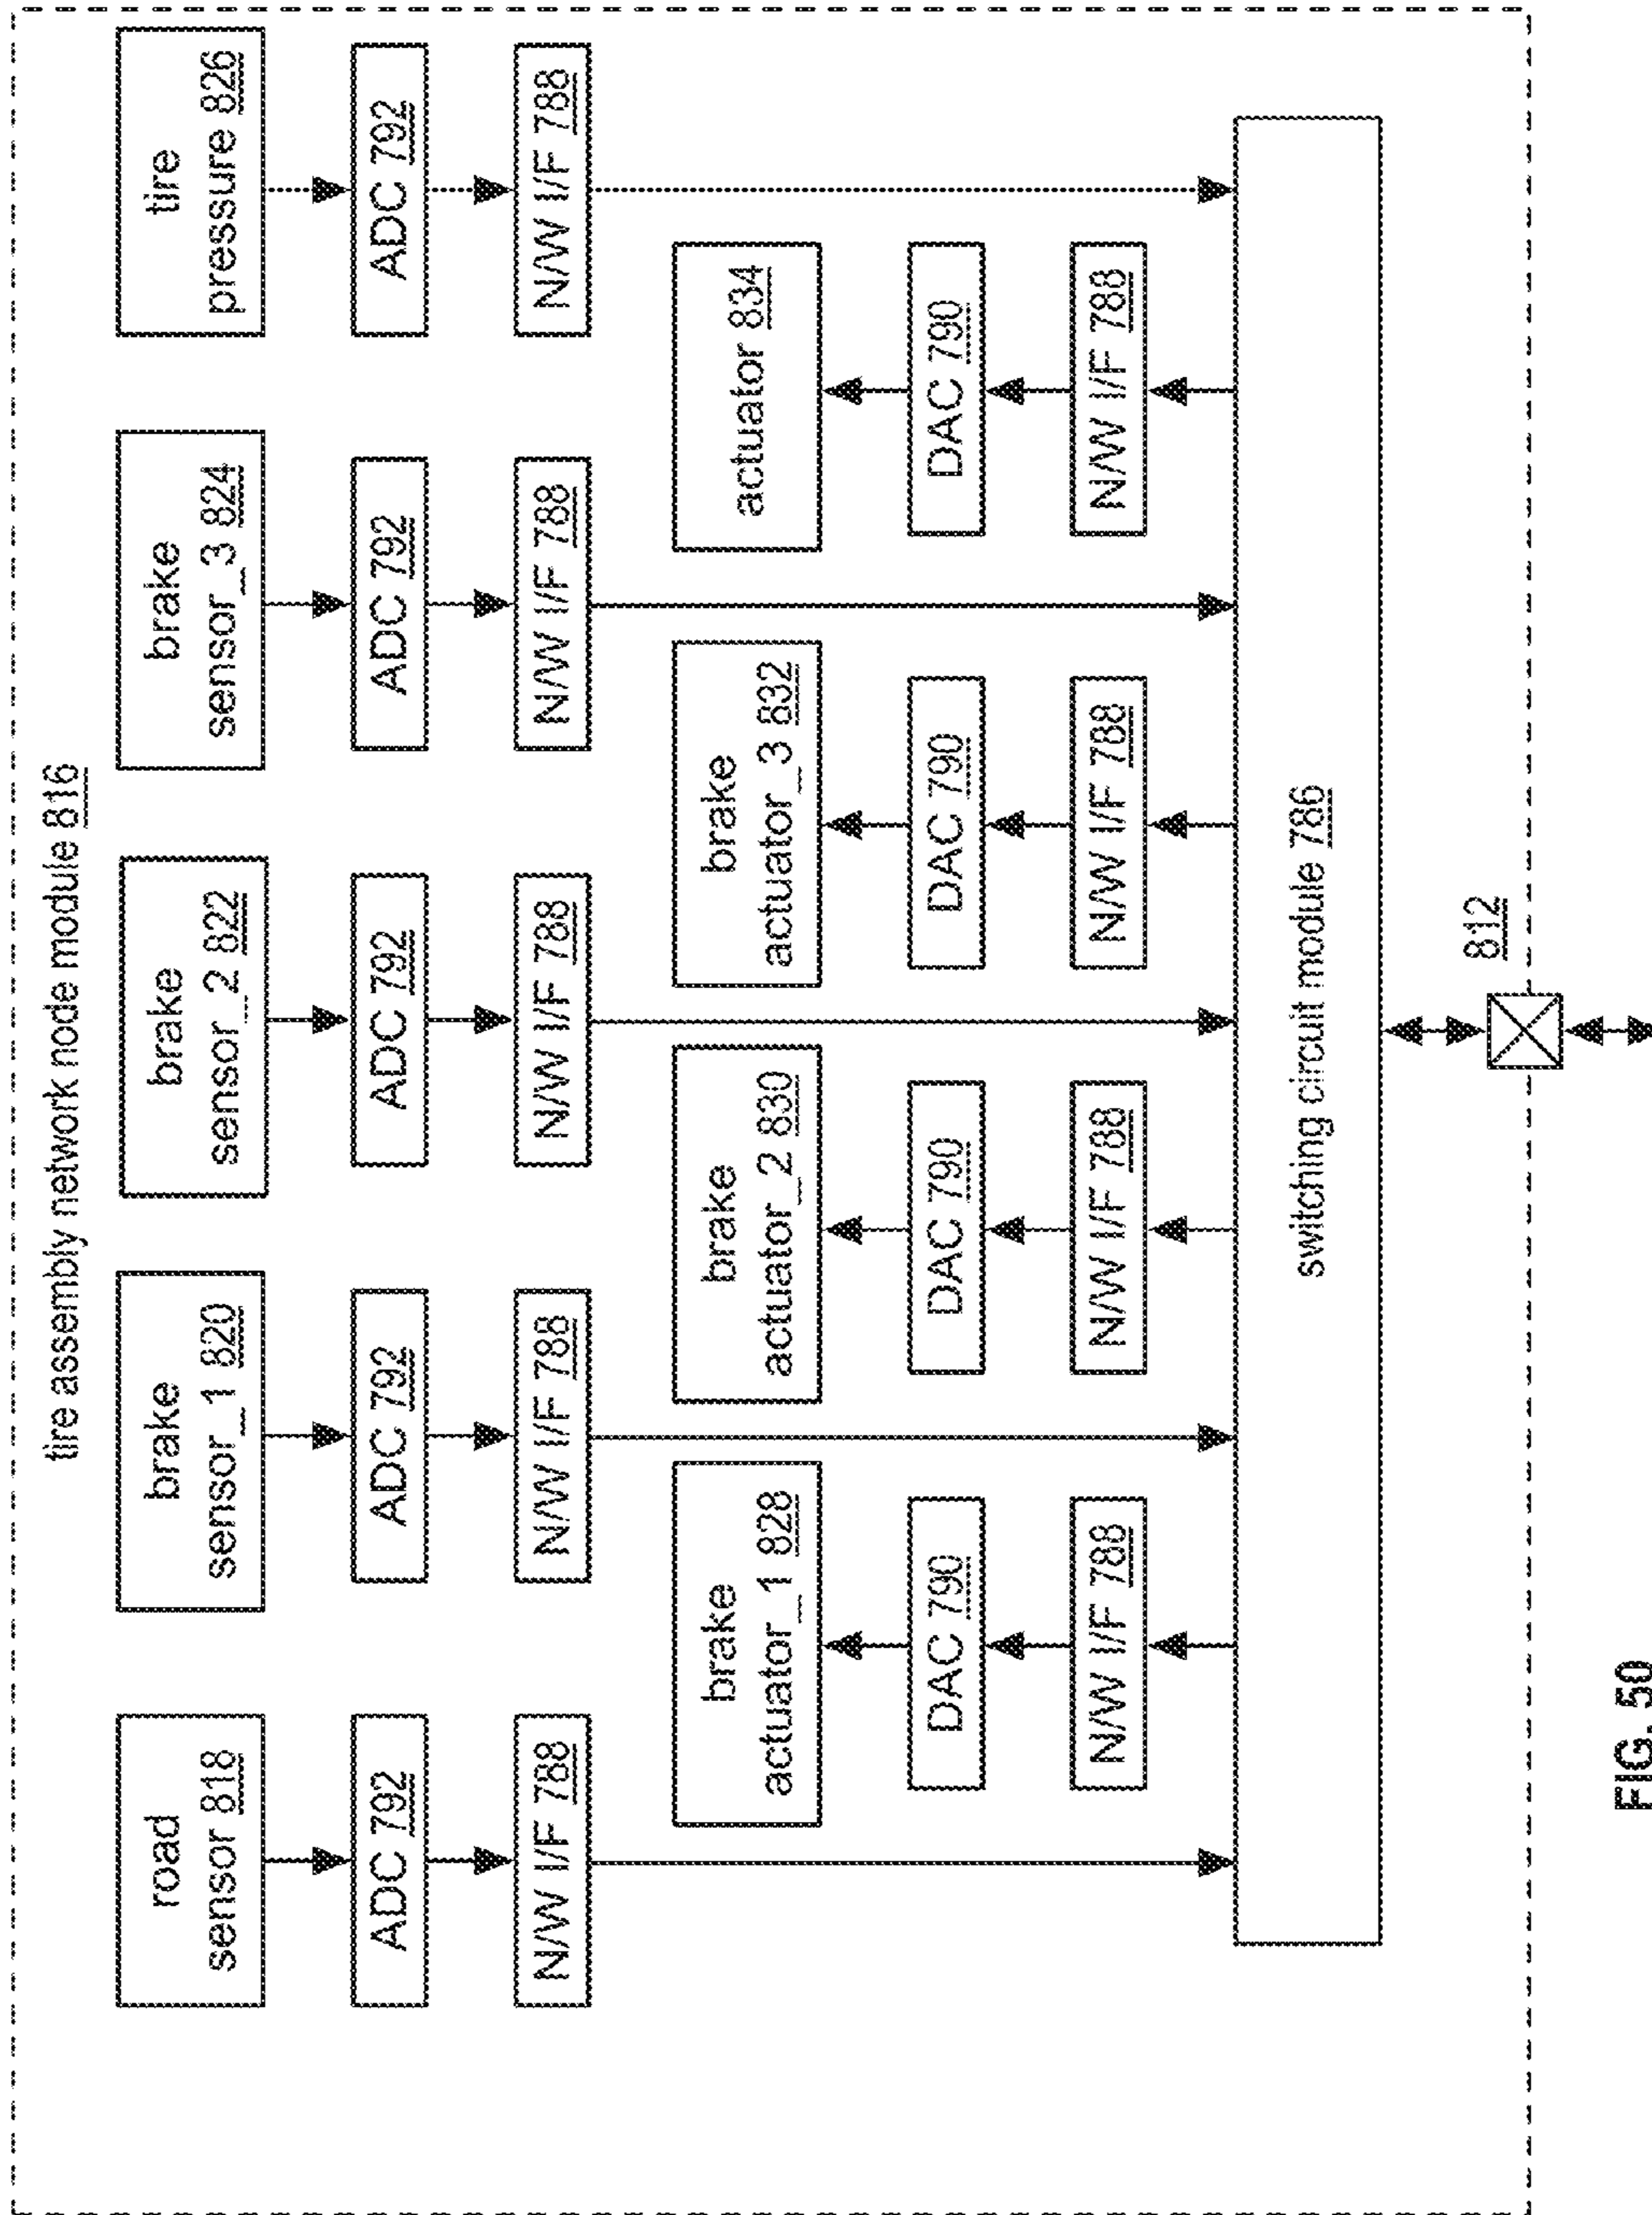 tire assembly network node module 816
road
sensor 818
brake
sensor_1 820
brake
sensor_2 822
brake
sensor_3 824
tire
pressure 826
ADC 792
ADC 792
ADC 792
ADC 792
ADC 792
N/W I/F 788
N/W I/F 788
N/W I/F 788
N/W I/F 788
N/W I/F 788
brake
actuator_1 828
brake
actuator_2 830
brake
actuator_3 832
actuator 834
DAC 790
DAC 790
DAC 790
DAC 790
N/W I/F 788
N/W I/F 788
N/W I/F 788
N/W I/F 788
switching circuit module 786
812
FIG. 50